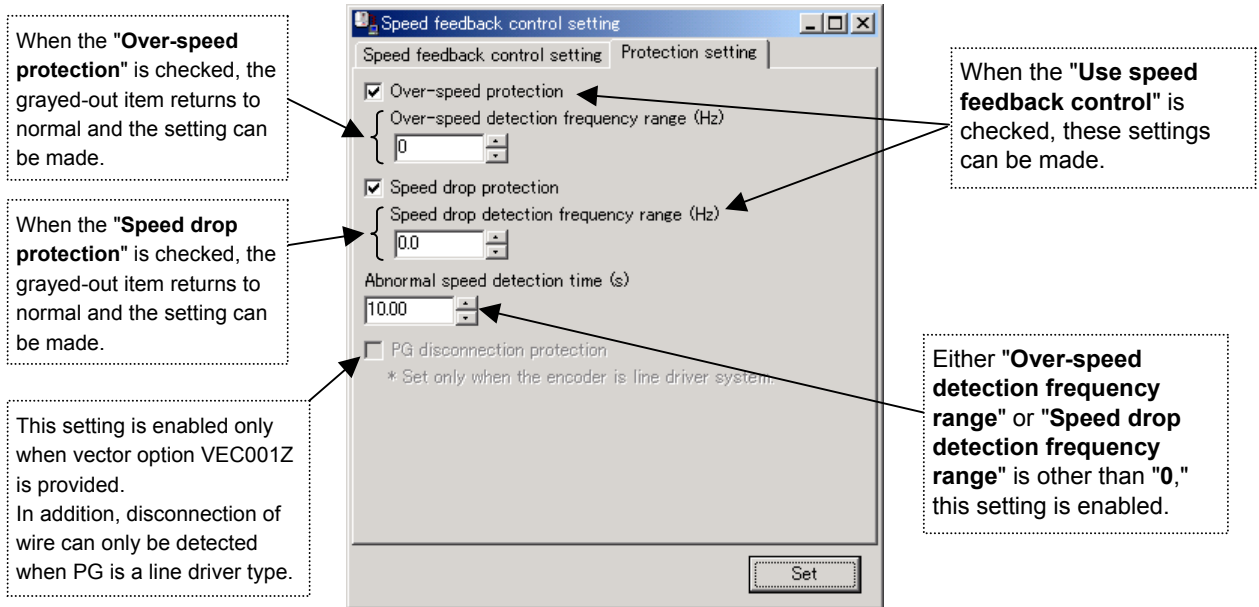 When the "Over-speed
protection" is checked, the
grayed-out item returns to
normal and the setting can
be made.
When the "Speed drop
protection" is checked, the
grayed-out item returns to
normal and the setting can
be made.
This setting is enabled only
when vector option VEC001Z
is provided.
In addition, disconnection of
wire can only be detected
when PG is a line driver type.
Speed feedback control setting
Speed feedback control setting Protection setting
Over-speed protection
Over-speed detection frequency range (Hz)
0
Speed drop protection
Speed drop detection frequency range (Hz)
0.0
Abnormal speed detection time (s)
10.00
PG disconnection protection
* Set only when the encoder is line driver system.
Set
When the "Use speed
feedback control" is
checked, these settings
can be made.
Either "Over-speed
detection frequency
range" or "Speed drop
detection frequency
range" is other than "0,"
this setting is enabled.